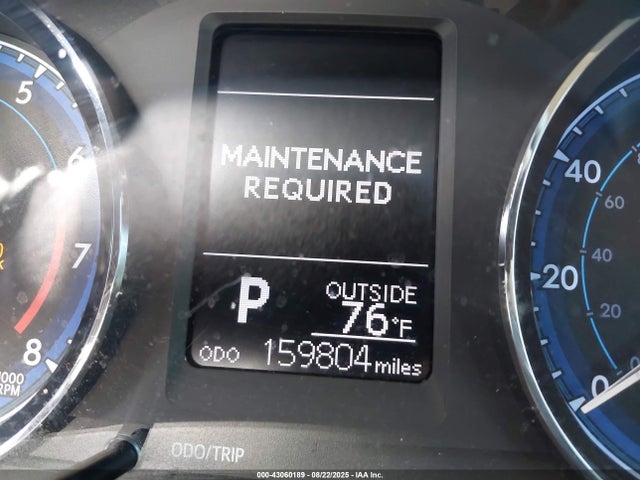 MAINTENANCE
REQUIRED
P
OUTSIDE
76°F
ODO 159804 miles
ODO/TRIP
5
6
7
8
RPM
40
20
0
60
40
20
000-43060189 - 08/22/2025 - IAA Inc.